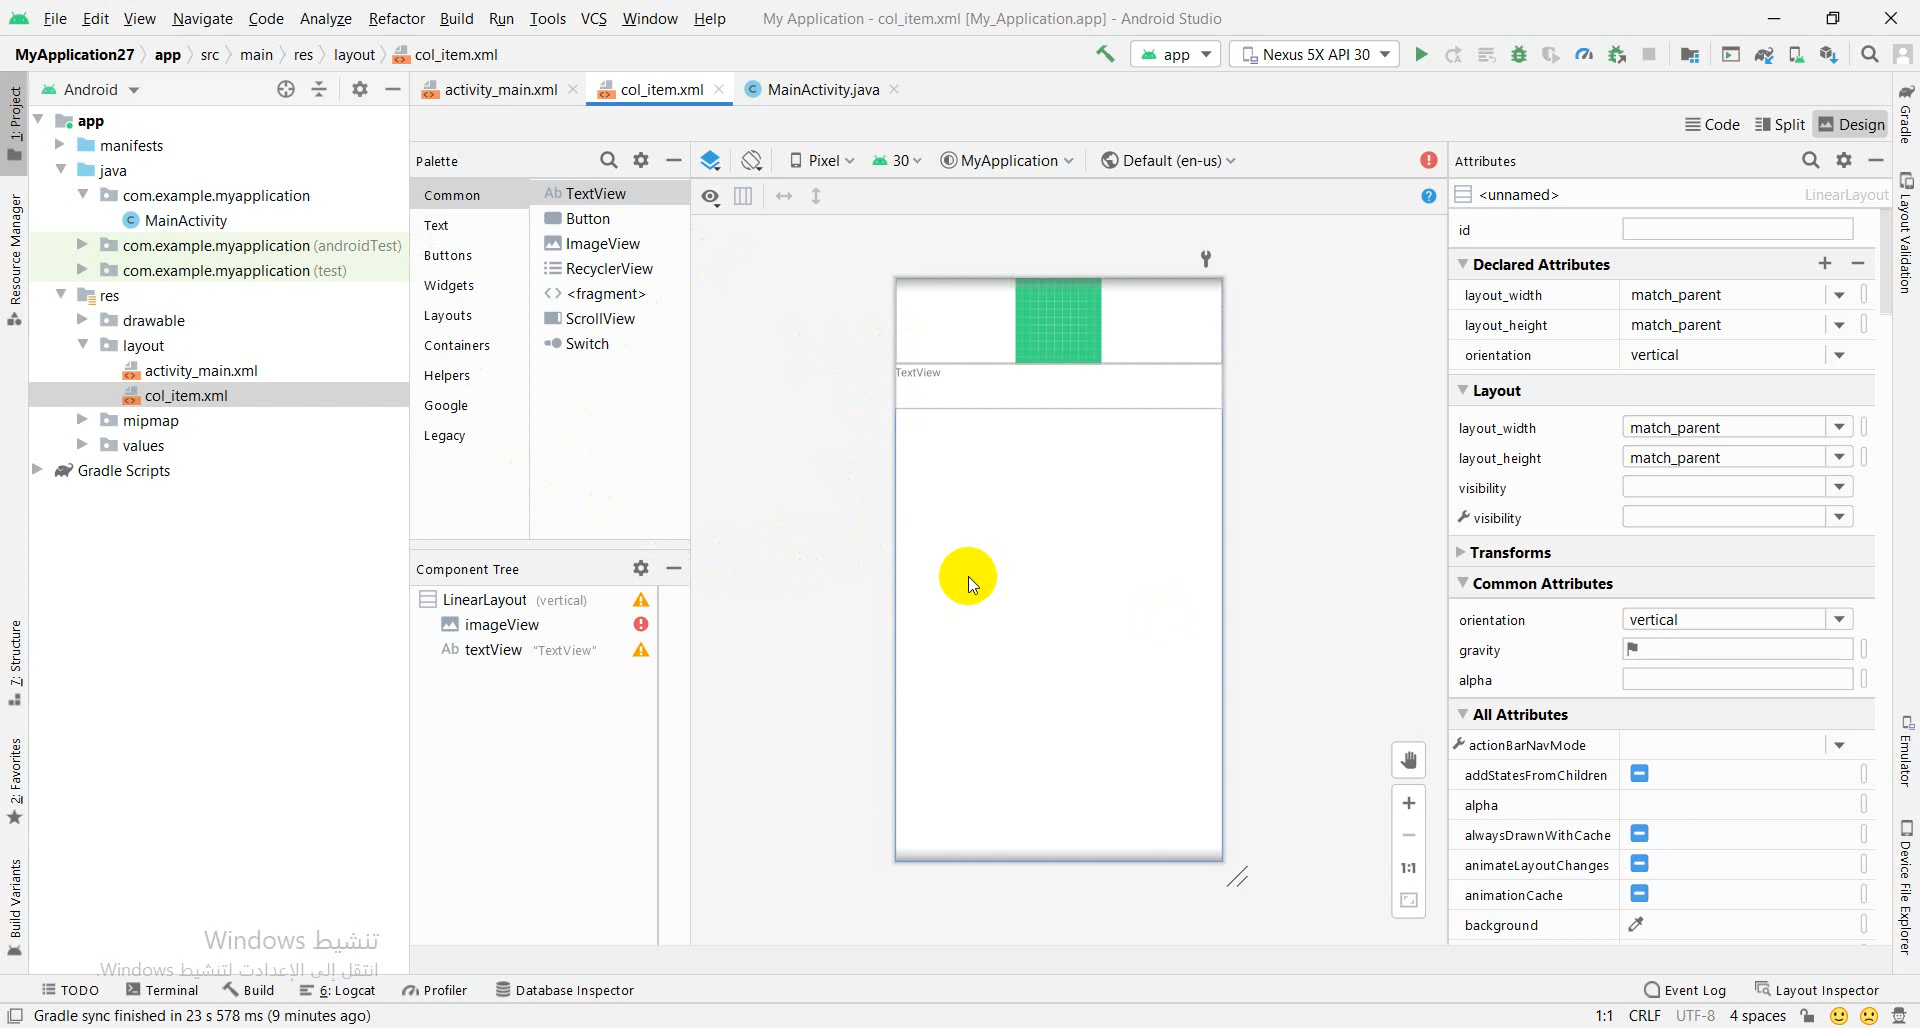 File Edit View Navigate Code Analyze Refactor Build Run Tools VCS Window Help My Application - col_item.xml [My_Application.app] - Android Studio
MyApplication27 app src main res layout col_item.xml app Nexus 5X API 30
Android activity_main.xml col_item.xml MainActivity.java
Code Split Design
1: Project
Resource Manager
7: Structure
2: Favorites
Build Variants
app
manifests
java
com.example.myapplication
MainActivity
com.example.myapplication (androidTest)
com.example.myapplication (test)
res
drawable
layout
activity_main.xml
col_item.xml
mipmap
values
Gradle Scripts
Palette
Common
Text
Buttons
Widgets
Layouts
Containers
Helpers
Google
Legacy
Ab TextView
Button
ImageView
RecyclerView
<fragment>
ScrollView
Switch
Component Tree
LinearLayout (vertical)
imageView
Ab textView "TextView"
Pixel 30 MyApplication Default (en-us)
TextView
1:1
Attributes
<unnamed> LinearLayout
id
Declared Attributes
layout_width match_parent
layout_height match_parent
orientation vertical
Layout
layout_width match_parent
layout_height match_parent
visibility
visibility
Transforms
Common Attributes
orientation vertical
gravity
alpha
All Attributes
actionBarNavMode
addStatesFromChildren
alpha
alwaysDrawnWithCache
animateLayoutChanges
animationCache
background
Gradle
Layout Validation
Emulator
Device File Explorer
تنشيط Windows
انتقل إلى الإعدادت لتنشيط Windows.
TODO Terminal Build 6: Logcat Profiler Database Inspector Event Log Layout Inspector
Gradle sync finished in 23 s 578 ms (9 minutes ago) 1:1 CRLF UTF-8 4 spaces